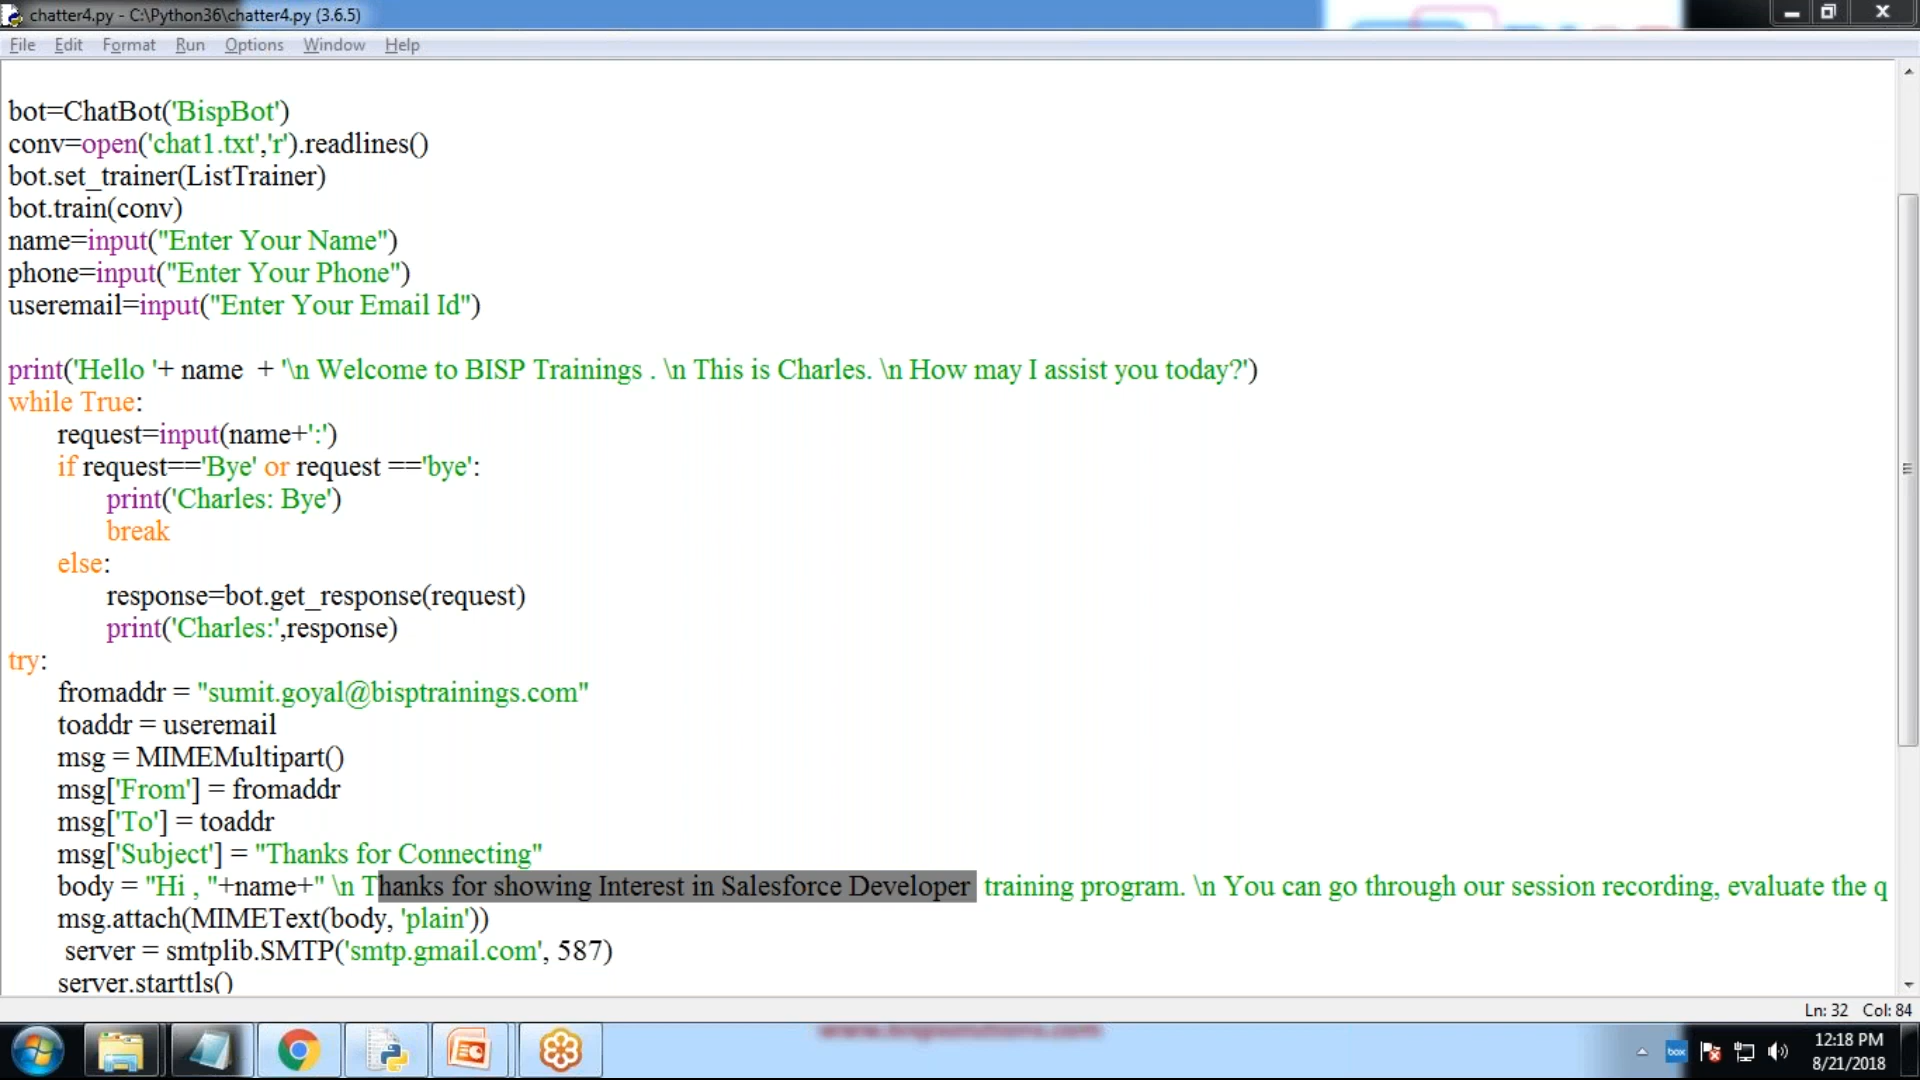 chatter4.py - C:\Python36\chatter4.py (3.6.5)
File Edit Format Run Options Window Help
bot=ChatBot('BispBot')
conv=open('chat1.txt','r').readlines()
bot.set_trainer(ListTrainer)
bot.train(conv)
name=input("Enter Your Name")
phone=input("Enter Your Phone")
useremail=input("Enter Your Email Id")
print('Hello '+ name  + '\n Welcome to BISP Trainings . \n This is Charles. \n How may I assist you today?')
while True:
request=input(name+':')
if request=='Bye' or request =='bye':
print('Charles: Bye')
break
else:
response=bot.get_response(request)
print('Charles:',response)
try:
fromaddr = "sumit.goyal@bisptrainings.com"
toaddr = useremail
msg = MIMEMultipart()
msg['From'] = fromaddr
msg['To'] = toaddr
msg['Subject'] = "Thanks for Connecting"
body = "Hi , "+name+" \n Thanks for showing Interest in Salesforce Developer  training program. \n You can go through our session recording, evaluate the q
msg.attach(MIMEText(body, 'plain'))
server = smtplib.SMTP('smtp.gmail.com', 587)
server.starttls()
Ln: 32 Col: 84
www.bispsolutions.com
box
12:18 PM
8/21/2018